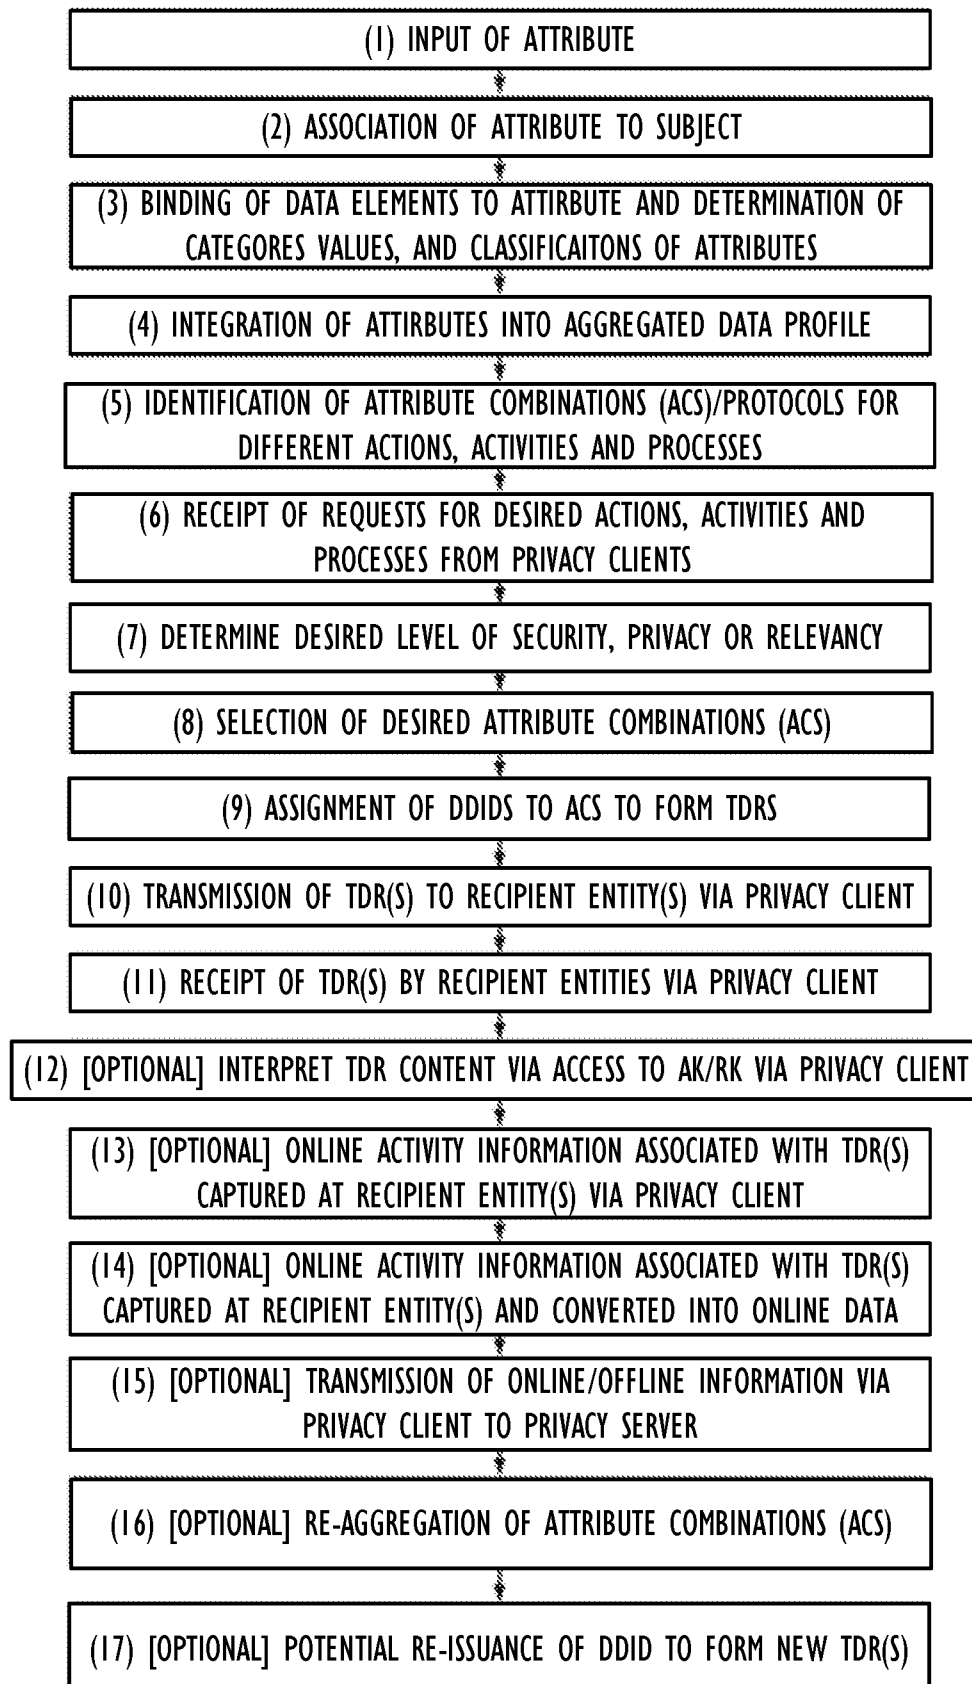 (1) INPUT OF ATTRIBUTE
(2) ASSOCIATION OF ATTRIBUTE TO SUBJECT
(3) BINDING OF DATA ELEMENTS TO ATTIRBUTE AND DETERMINATION OF
CATEGORES VALUES, AND CLASSIFICAITONS OF ATTRIBUTES
(4) INTEGRATION OF ATTIRBUTES INTO AGGREGATED DATA PROFILE
(5) IDENTIFICATION OF ATTRIBUTE COMBINATIONS (ACS)/PROTOCOLS FOR
DIFFERENT ACTIONS, ACTIVITIES AND PROCESSES
(6) RECEIPT OF REQUESTS FOR DESIRED ACTIONS, ACTIVITIES AND
PROCESSES FROM PRIVACY CLIENTS
(7) DETERMINE DESIRED LEVEL OF SECURITY, PRIVACY OR RELEVANCY
(8) SELECTION OF DESIRED ATTRIBUTE COMBINATIONS (ACS)
(9) ASSIGNMENT OF DDIDS TO ACS TO FORM TDRS
(10) TRANSMISSION OF TDR(S) TO RECIPIENT ENTITY(S) VIA PRIVACY CLIENT
(11) RECEIPT OF TDR(S) BY RECIPIENT ENTITIES VIA PRIVACY CLIENT
(12) [OPTIONAL] INTERPRET TDR CONTENT VIA ACCESS TO AK/RK VIA PRIVACY CLIENT
(13) [OPTIONAL] ONLINE ACTIVITY INFORMATION ASSOCIATED WITH TDR(S)
CAPTURED AT RECIPIENT ENTITY(S) VIA PRIVACY CLIENT
(14) [OPTIONAL] ONLINE ACTIVITY INFORMATION ASSOCIATED WITH TDR(S)
CAPTURED AT RECIPIENT ENTITY(S) AND CONVERTED INTO ONLINE DATA
(15) [OPTIONAL] TRANSMISSION OF ONLINE/OFFLINE INFORMATION VIA
PRIVACY CLIENT TO PRIVACY SERVER
(16) [OPTIONAL] RE-AGGREGATION OF ATTRIBUTE COMBINATIONS (ACS)
(17) [OPTIONAL] POTENTIAL RE-ISSUANCE OF DDID TO FORM NEW TDR(S)